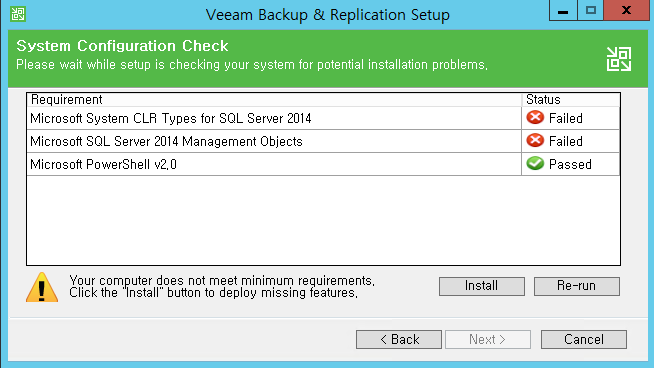 Veeam Backup & Replication Setup
System Configuration Check
Please wait while setup is checking your system for potential installation problems.
Requirement Status
Microsoft System CLR Types for SQL Server 2014 Failed
Microsoft SQL Server 2014 Management Objects Failed
Microsoft PowerShell v2.0 Passed
Your computer does not meet minimum requirements.
Click the "Install" button to deploy missing features.
Install Re-run
< Back Next > Cancel